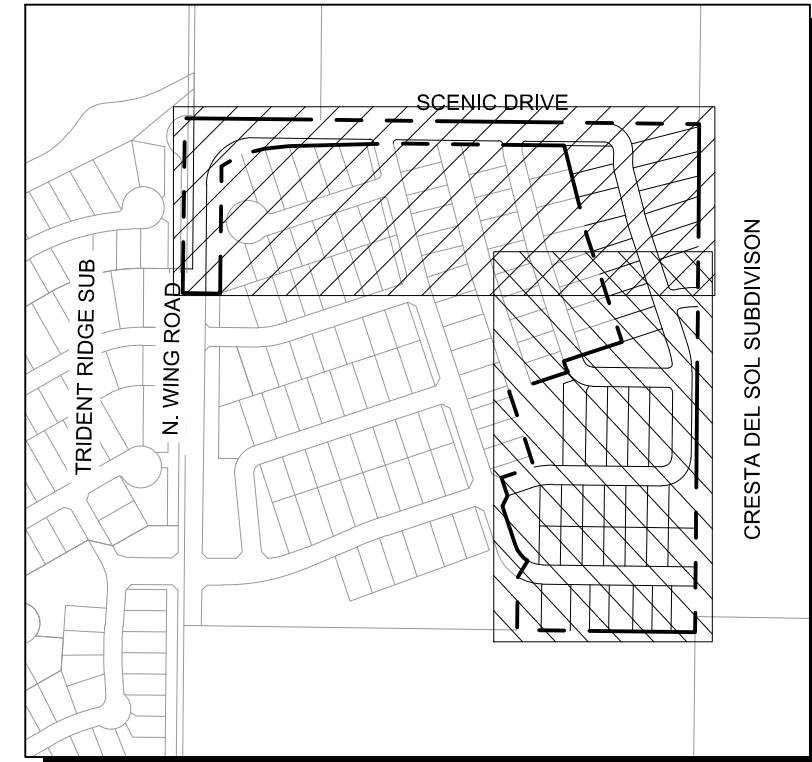 SCENIC DRIVE
TRIDENT RIDGE SUB
N. WING ROAD
CRESTA DEL SOL SUBDIVISON